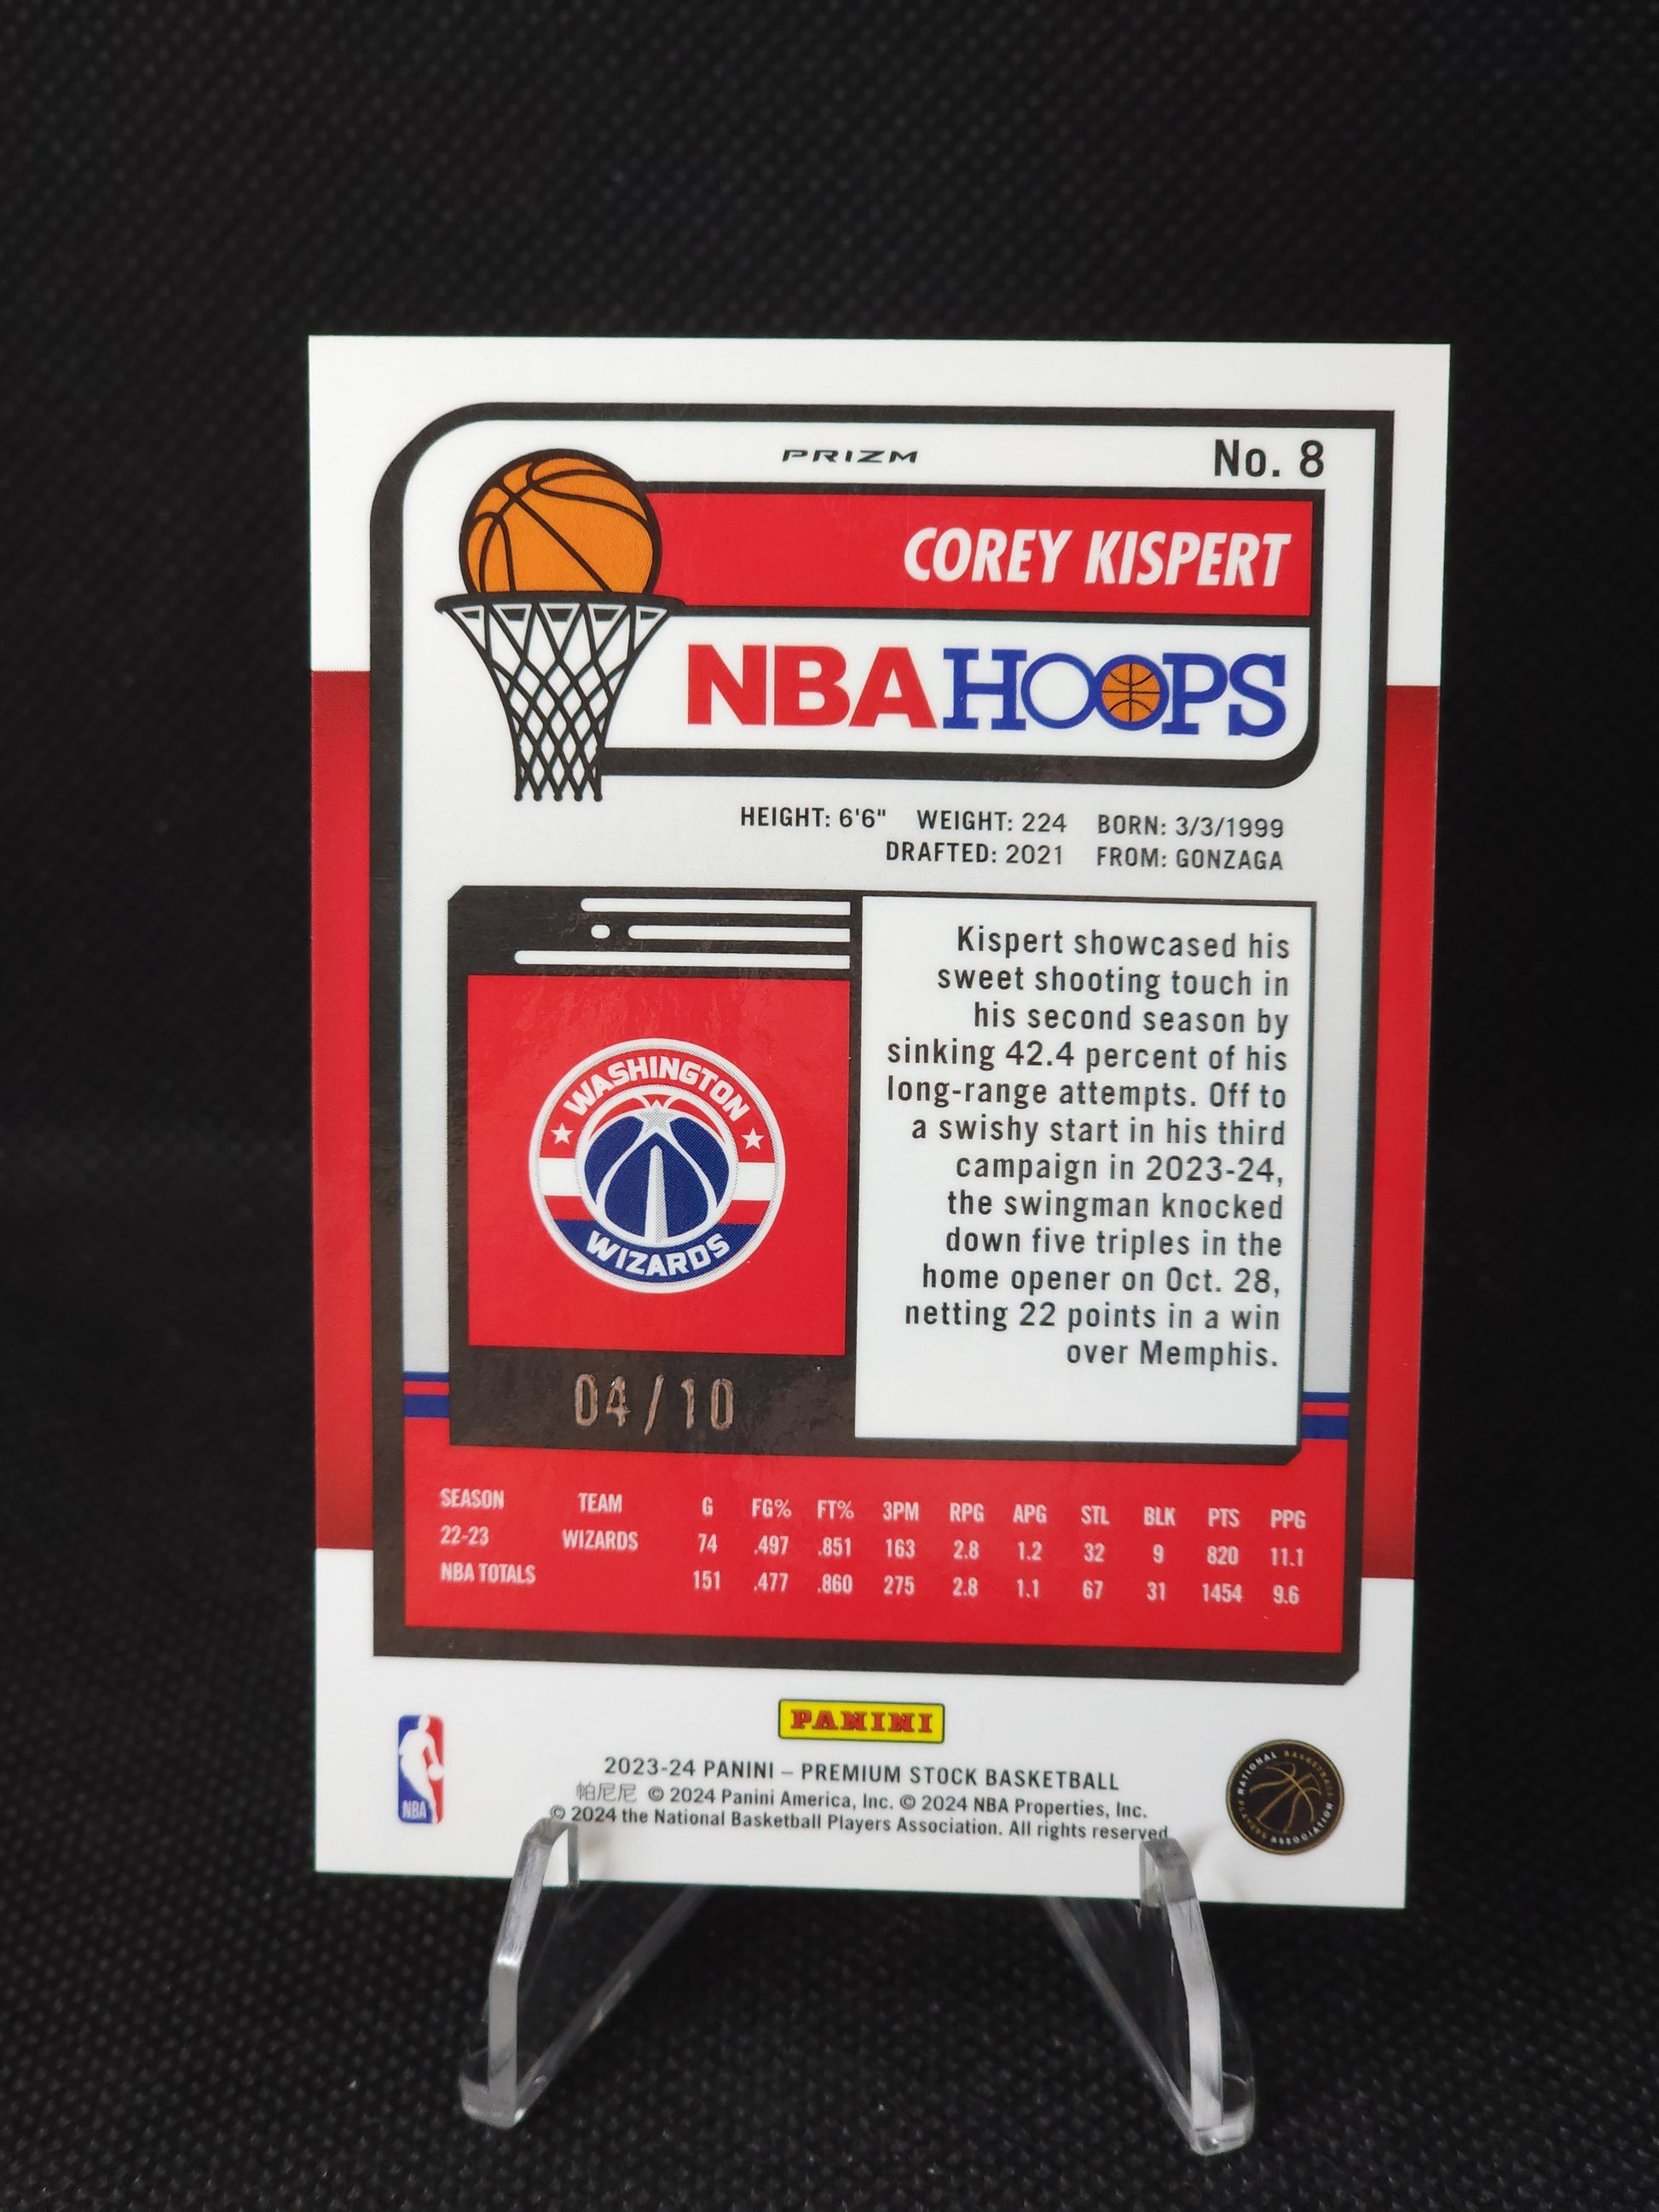 PRIZM
No. 8
COREY KISPERT
NBA HOOPS
HEIGHT: 6'6" WEIGHT: 224 BORN: 3/3/1999
DRAFTED: 2021 FROM: GONZAGA
Kispert showcased his
sweet shooting touch in
his second season by
sinking 42.4 percent of his
long-range attempts. Off to
a swishy start in his third
campaign in 2023-24,
the swingman knocked
down five triples in the
home opener on Oct. 28,
netting 22 points in a win
over Memphis.
WASHINGTON
WIZARDS
04/10
SEASON TEAM G FG% FT% 3PM RPG APG STL BLK PTS PPG
22-23 WIZARDS 74 .497 .851 163 2.8 1.2 32 9 820 11.1
NBA TOTALS 151 .477 .860 275 2.8 1.1 67 31 1454 9.6
PANINI
2023-24 PANINI – PREMIUM STOCK BASKETBALL
帕尼尼 © 2024 Panini America, Inc. © 2024 NBA Properties, Inc.
© 2024 the National Basketball Players Association. All rights reserved
NBA
NATIONAL BASKETBALL PLAYERS ASSOCIATION